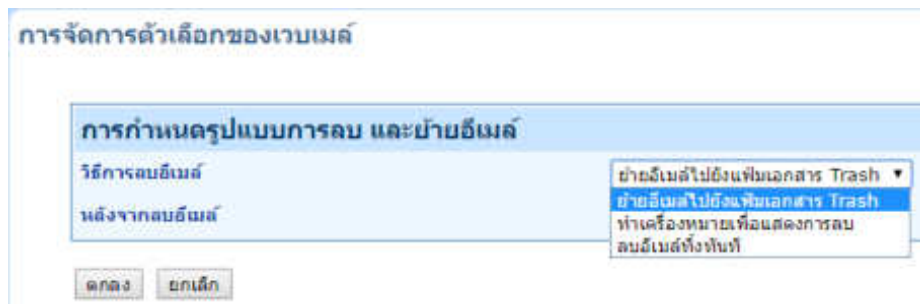 การจัดการตัวเลือกของเวบเมล์
การกำหนดรูปแบบการลบ และย้ายอีเมล์
วิธีการลบอีเมล์
ย้ายอีเมล์ไปยังแฟ้มเอกสาร Trash
ย้ายอีเมล์ไปยังแฟ้มเอกสาร Trash
หลังจากลบอีเมล์
ทำเครื่องหมายเพื่อแสดงการลบ
ลบอีเมล์ทิ้งทันที
ตกลง ยกเลิก